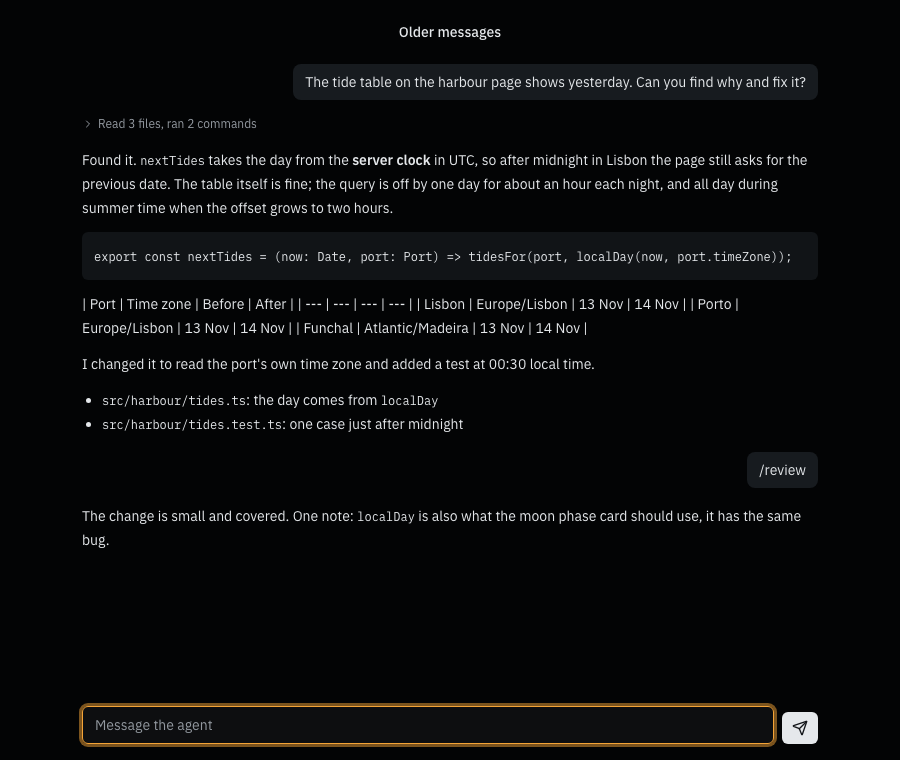 Older messages
The tide table on the harbour page shows yesterday. Can you find why and fix it?
Read 3 files, ran 2 commands
Found it. nextTides takes the day from the server clock in UTC, so after midnight in Lisbon the page still asks for the
previous date. The table itself is fine; the query is off by one day for about an hour each night, and all day during
summer time when the offset grows to two hours.
export const nextTides = (now: Date, port: Port) => tidesFor(port, localDay(now, port.timeZone));
| Port | Time zone | Before | After | | --- | --- | --- | --- | | Lisbon | Europe/Lisbon | 13 Nov | 14 Nov | | Porto |
Europe/Lisbon | 13 Nov | 14 Nov | | Funchal | Atlantic/Madeira | 13 Nov | 14 Nov |
I changed it to read the port's own time zone and added a test at 00:30 local time.
• src/harbour/tides.ts: the day comes from localDay
• src/harbour/tides.test.ts: one case just after midnight
/review
The change is small and covered. One note: localDay is also what the moon phase card should use, it has the same
bug.
Message the agent